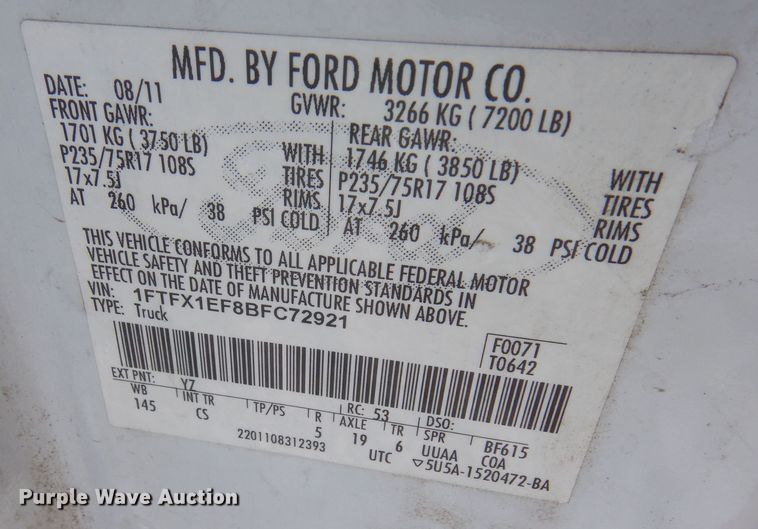 MFD. BY FORD MOTOR CO.
DATE: 08/11 GVWR: 3266 KG ( 7200 LB)
FRONT GAWR: REAR GAWR:
1701 KG ( 3750 LB) WITH 1746 KG ( 3850 LB) WITH
P235/75R17 108S TIRES P235/75R17 108S TIRES
17x7.5J RIMS 17x7.5J RIMS
AT 260 kPa/ 38 PSI COLD AT 260 kPa/ 38 PSI COLD
THIS VEHICLE CONFORMS TO ALL APPLICABLE FEDERAL MOTOR
VEHICLE SAFETY AND THEFT PREVENTION STANDARDS IN
EFFECT ON THE DATE OF MANUFACTURE SHOWN ABOVE.
VIN: 1FTFX1EF8BFC72921
TYPE: Truck
F0071
T0642
EXT PNT: YZ RC: 53 DSO:
WB INT TR TP/PS R AXLE TR SPR BF615
145 CS 5 19 6 UUAA COA
2201108312393 UTC ▽5U5A-1520472-BA
Ford
Purple Wave Auction